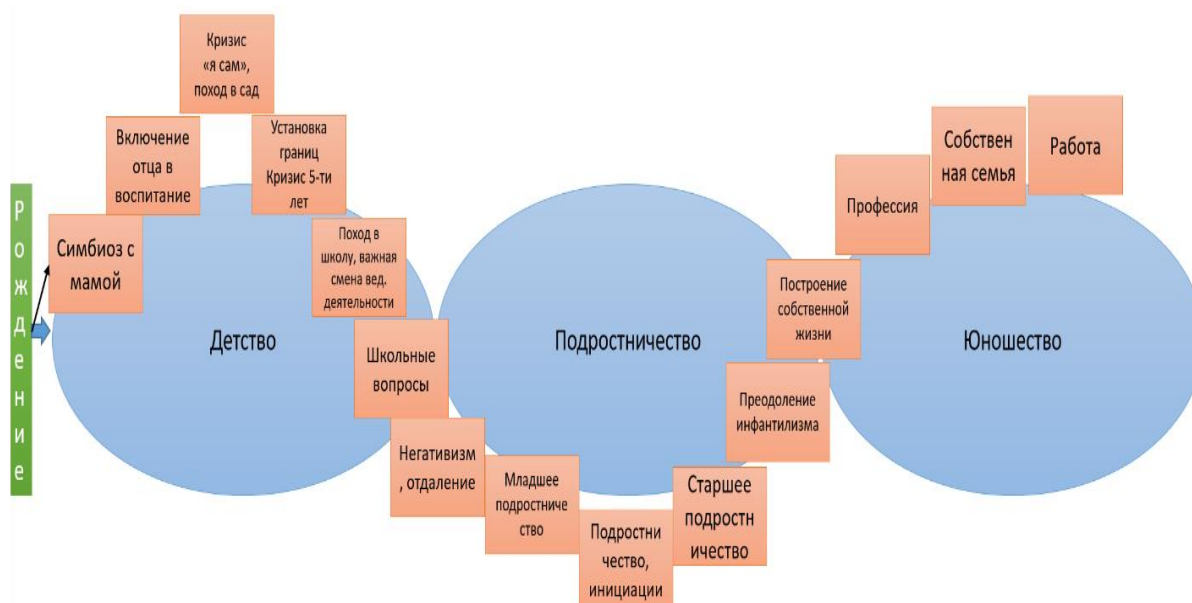 Рождение
Симбиоз с
мамой
Включение
отца в
воспитание
Кризис
«я сам»,
поход в сад
Установка
границ
Кризис 5-ти
лет
Поход в
школу, важная
смена вед.
деятельности
Школьные
вопросы
Негативизм
, отдаление
Младшее
подростниче
ство
Подростни
чество,
инициации
Старшее
подростн
ичество
Преодоление
инфантилизма
Построение
собственной
жизни
Профессия
Собствен
ная семья
Работа
Детство
Подростничество
Юношество